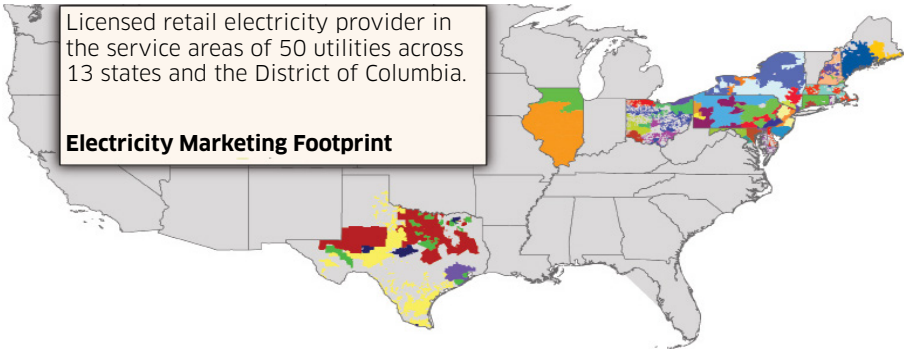 Licensed retail electricity provider in
the service areas of 50 utilities across
13 states and the District of Columbia.
Electricity Marketing Footprint